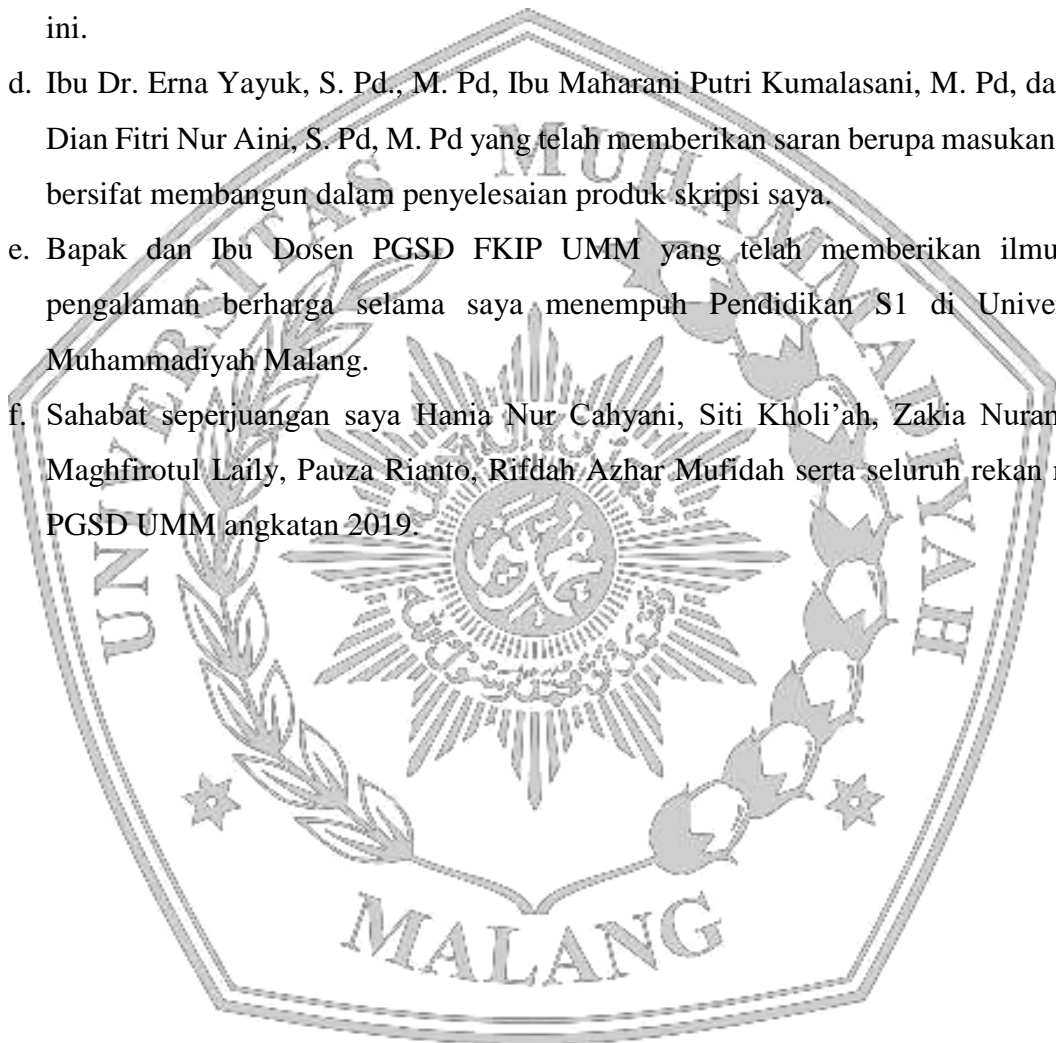 ini.
d. Ibu Dr. Erna Yayuk, S. Pd., M. Pd, Ibu Maharani Putri Kumalasani, M. Pd, da
Dian Fitri Nur Aini, S. Pd, M. Pd yang telah memberikan saran berupa masukan
bersifat membangun dalam penyelesaian produk skripsi saya.
e. Bapak dan Ibu Dosen PGSD FKIP UMM yang telah memberikan ilmu
pengalaman berharga selama saya menempuh Pendidikan S1 di Unive
Muhammadiyah Malang.
f. Sahabat seperjuangan saya Hania Nur Cahyani, Siti Kholi’ah, Zakia Nuran
Maghfirotul Laily, Pauza Rianto, Rifdah Azhar Mufidah serta seluruh rekan
PGSD UMM angkatan 2019.
UNIVERSITAS MUHAMMADIYAH
MALANG